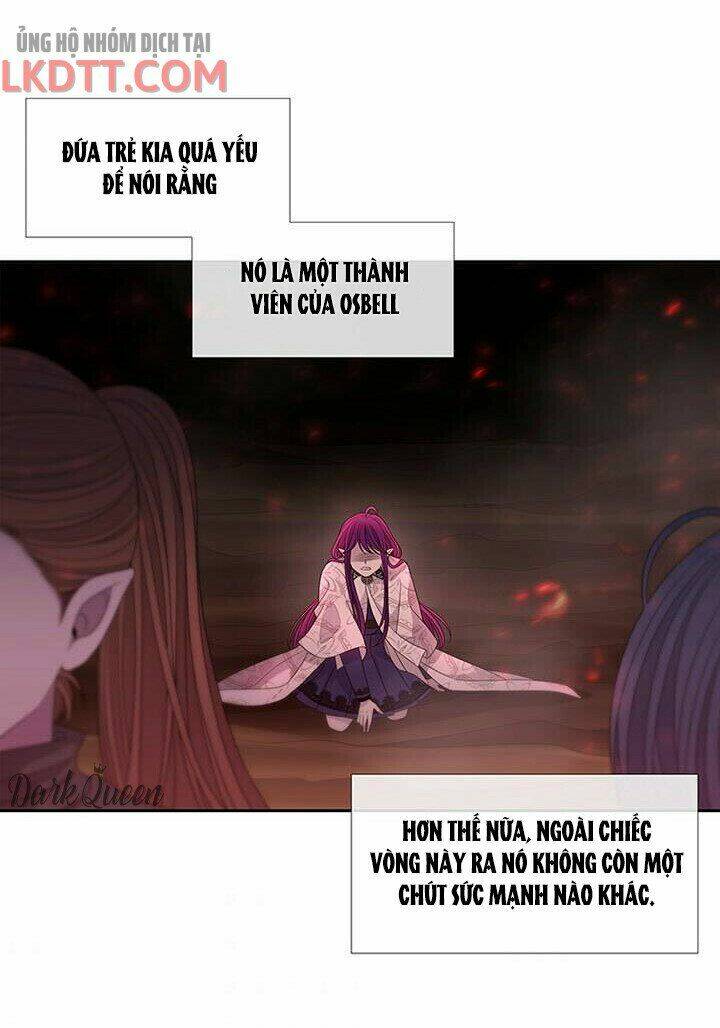 ỦNG HỘ NHÓM DỊCH TẠI
LKDTT.COM
ĐỨA TRẺ KIA QUÁ YẾU
ĐỂ NÓI RẰNG
NÓ LÀ MỘT THÀNH
VIÊN CỦA OSBELL
DarkQueen
HƠN THẾ NỮA, NGOÀI CHIẾC
VÒNG NÀY RA NÓ KHÔNG CÒN MỘT
CHÚT SỨC MẠNH NÀO KHÁC.